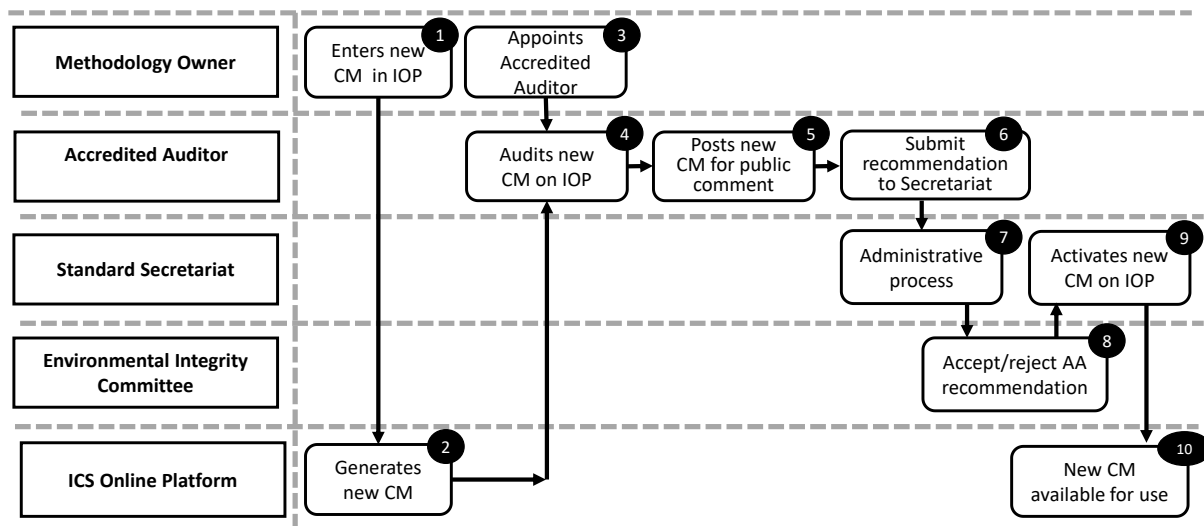 Methodology Owner
1
Enters new
CM in IOP
3
Appoints
Accredited
Auditor
Accredited Auditor
4
Audits new
CM on IOP
5
Posts new
CM for public
comment
6
Submit
recommendation
to Secretariat
Standard Secretariat
7
Administrative
process
9
Activates new
CM on IOP
Environmental Integrity
Committee
8
Accept/reject AA
recommendation
ICS Online Platform
2
Generates
new CM
10
New CM
available for use